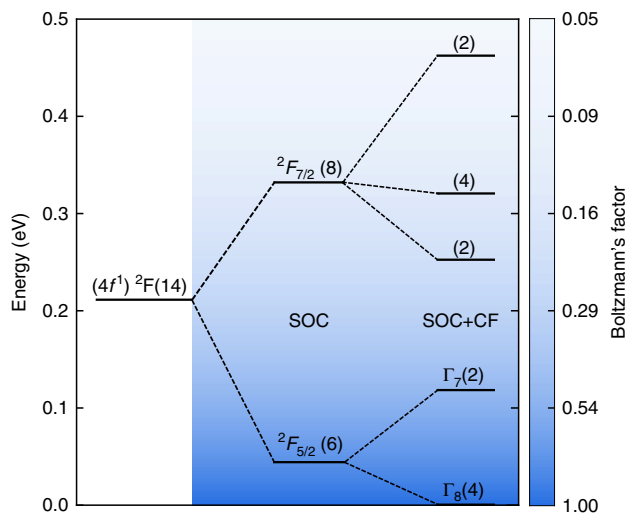 Energy (eV)
0.5
0.4
0.3
0.2
0.1
0.0
(4f¹) ²F(14)
²F₇/₂ (8)
²F₅/₂ (6)
SOC
(2)
(4)
(2)
SOC+CF
Γ₇(2)
Γ₈(4)
0.05
0.09
0.16
0.29
0.54
1.00
Boltzmann's factor